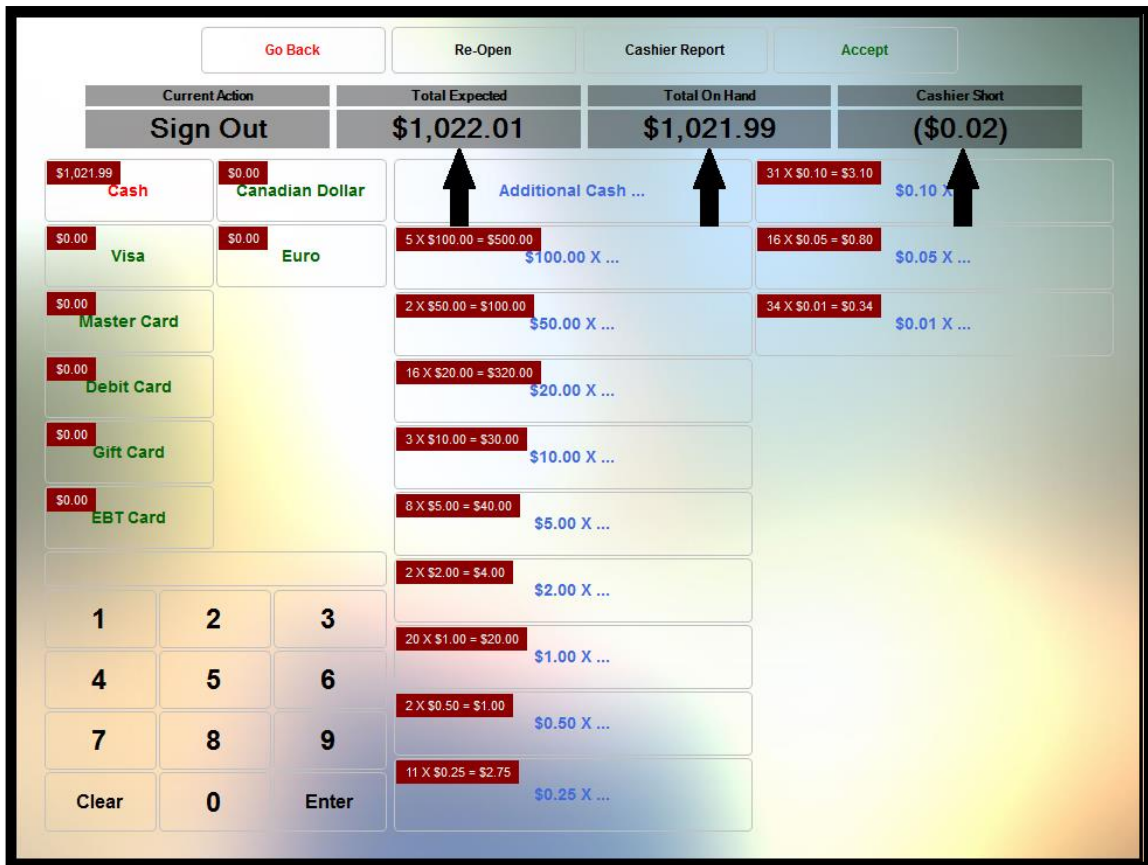 Go Back
Re-Open
Cashier Report
Accept
Current Action
Total Expected
Total On Hand
Cashier Short
Sign Out
$1,022.01
$1,021.99
($0.02)
$1,021.99
Cash
$0.00
Canadian Dollar
Additional Cash ...
31 X $0.10 = $3.10
$0.10 X
$0.00
Visa
$0.00
Euro
5 X $100.00 = $500.00
$100.00 X ...
16 X $0.05 = $0.80
$0.05 X ...
$0.00
Master Card
2 X $50.00 = $100.00
$50.00 X ...
34 X $0.01 = $0.34
$0.01 X ...
$0.00
Debit Card
16 X $20.00 = $320.00
$20.00 X ...
$0.00
Gift Card
3 X $10.00 = $30.00
$10.00 X ...
$0.00
EBT Card
8 X $5.00 = $40.00
$5.00 X ...
2 X $2.00 = $4.00
$2.00 X ...
20 X $1.00 = $20.00
$1.00 X ...
2 X $0.50 = $1.00
$0.50 X ...
11 X $0.25 = $2.75
$0.25 X ...
1 2 3
4 5 6
7 8 9
Clear 0 Enter